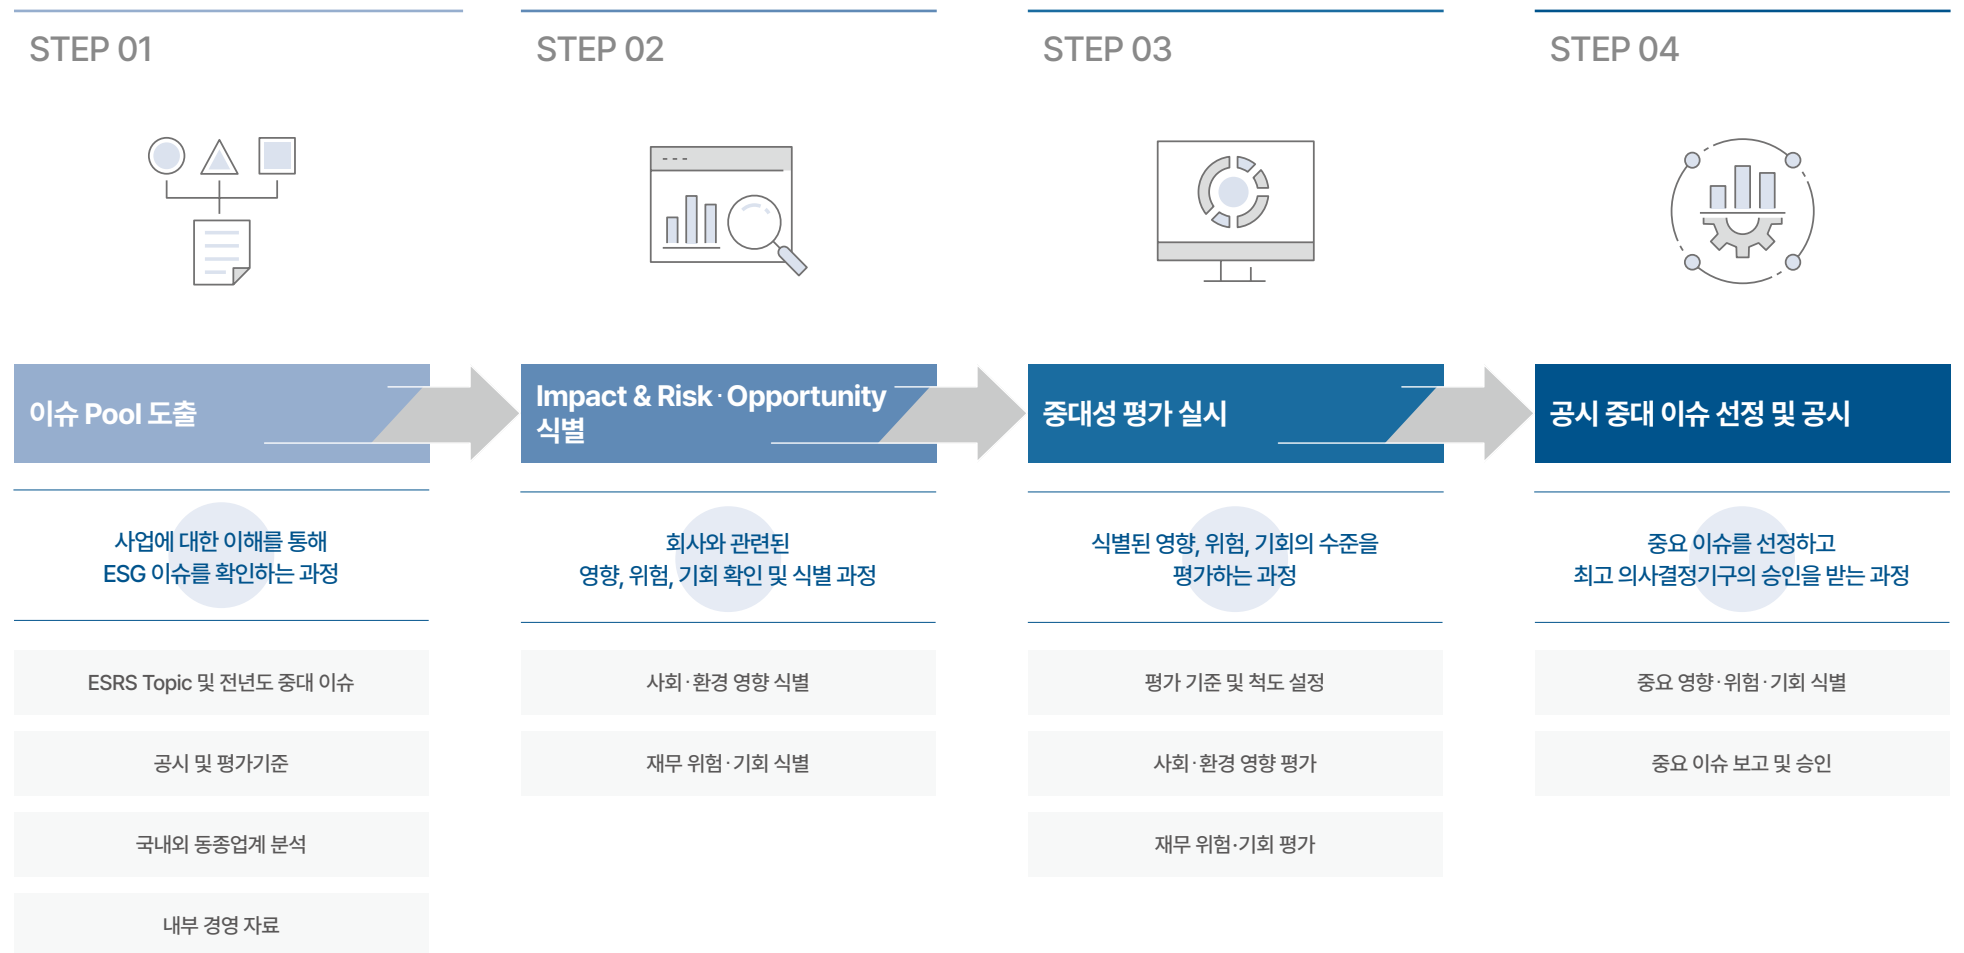 STEP 01
이슈 Pool 도출
사업에 대한 이해를 통해
ESG 이슈를 확인하는 과정
ESRS Topic 및 전년도 중대 이슈
공시 및 평가기준
국내외 동종업계 분석
내부 경영 자료
STEP 02
Impact & Risk · Opportunity
식별
회사와 관련된
영향, 위험, 기회 확인 및 식별 과정
사회·환경 영향 식별
재무 위험·기회 식별
STEP 03
중대성 평가 실시
식별된 영향, 위험, 기회의 수준을
평가하는 과정
평가 기준 및 척도 설정
사회·환경 영향 평가
재무 위험·기회 평가
STEP 04
공시 중대 이슈 선정 및 공시
중요 이슈를 선정하고
최고 의사결정기구의 승인을 받는 과정
중요 영향·위험·기회 식별
중요 이슈 보고 및 승인